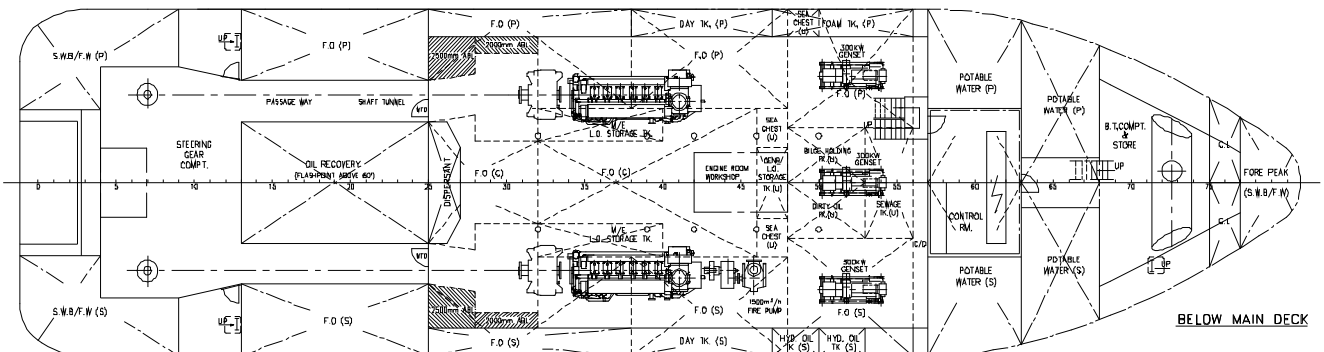 F.O (P)
DAY TK. (P)
SEA
CHEST
(U)
FOAM TK. (P)
UP
S.W.B/F.W (P)
F.O (P)
2500mm ABL
2000mm ABL
F.O (P)
300KW
GENSET
F.O (P)
POTABLE
WATER (P)
POTABLE
WATER (P)
PASSAGE WAY
SHAFT TUNNEL
WTD
M/E
L.O. STORAGE TK.
SEA
CHEST
(U)
UP
B.T.COMPT.
&
STORE
C.L
STEERING
GEAR
COMPT.
OIL RECOVERY
(FLASHPOINT ABOVE 60°)
DISPERSANT
F.O (C)
F.O (C)
ENGINE ROOM
WORKSHOP
GENR/
L.O.
STORAGE
TK.(U)
BILGE HOLDING
TK.(U)
300KW
GENSET
UP
FORE PEAK
(S.W.B/F.W)
0
5
10
15
20
25
30
35
40
45
50
55
60
65
70
75
DIRTY OIL
TK.(U)
SEWAGE
TK.(U)
CONTROL
RM.
C.L
M/E
L.O. STORAGE TK.
SEA
CHEST
(U)
C/D
WTD
UP
S.W.B/F.W (S)
F.O (S)
2500mm ABL
2000mm ABL
1500m³/h
FIRE PUMP
F.O (S)
300KW
GENSET
F.O (S)
POTABLE
WATER (S)
POTABLE
WATER (S)
UP
F.O (S)
DAY TK. (S)
HYD. OIL
TK (S)
HYD. OIL
TK (S)
BELOW MAIN DECK